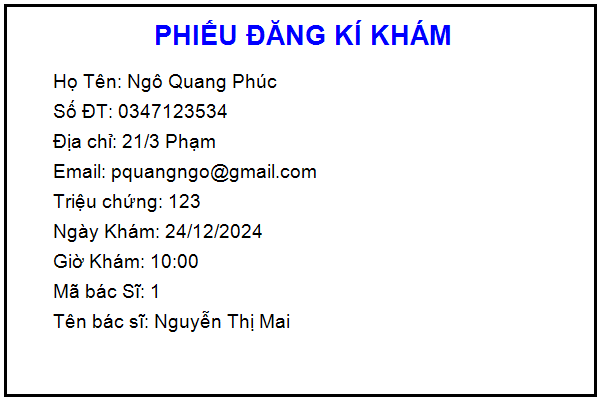 PHIẾU ĐĂNG KÍ KHÁM
Họ Tên: Ngô Quang Phúc
Số ĐT: 0347123534
Địa chỉ: 21/3 Phạm
Email: pquangngo@gmail.com
Triệu chứng: 123
Ngày Khám: 24/12/2024
Giờ Khám: 10:00
Mã bác Sĩ: 1
Tên bác sĩ: Nguyễn Thị Mai